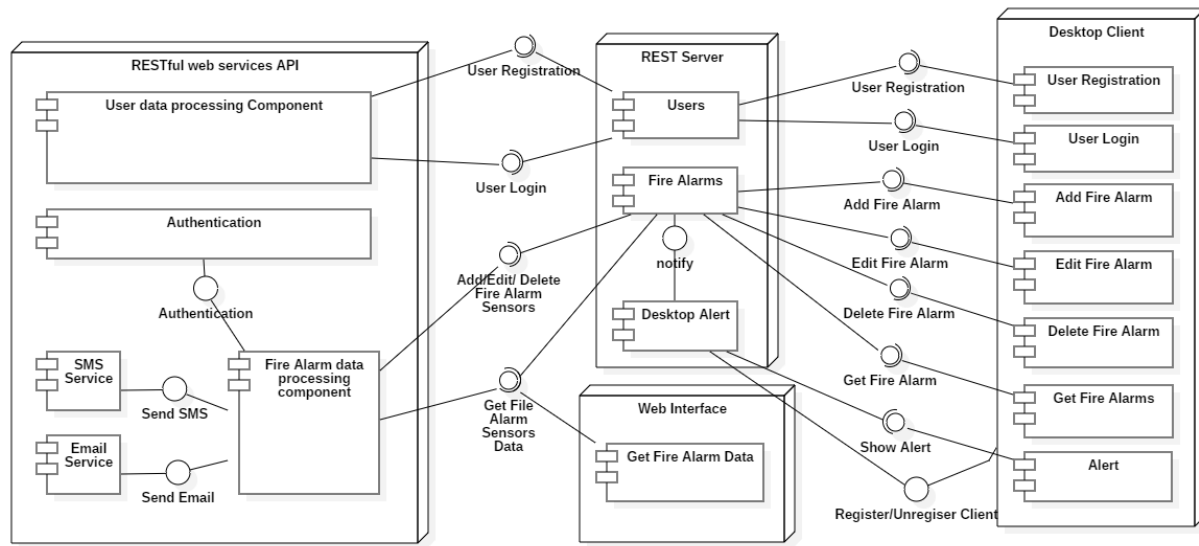 RESTful web services API
User data processing Component
Authentication
Authentication
SMS
Service
Send SMS
Email
Service
Send Email
Fire Alarm data
processing
component
User Registration
User Login
Add/Edit/ Delete
Fire Alarm
Sensors
Get File
Alarm
Sensors
Data
REST Server
Users
Fire Alarms
notify
Desktop Alert
Web Interface
Get Fire Alarm Data
User Registration
User Login
Add Fire Alarm
Edit Fire Alarm
Delete Fire Alarm
Get Fire Alarm
Show Alert
Register/Unregiser Client
Desktop Client
User Registration
User Login
Add Fire Alarm
Edit Fire Alarm
Delete Fire Alarm
Get Fire Alarms
Alert